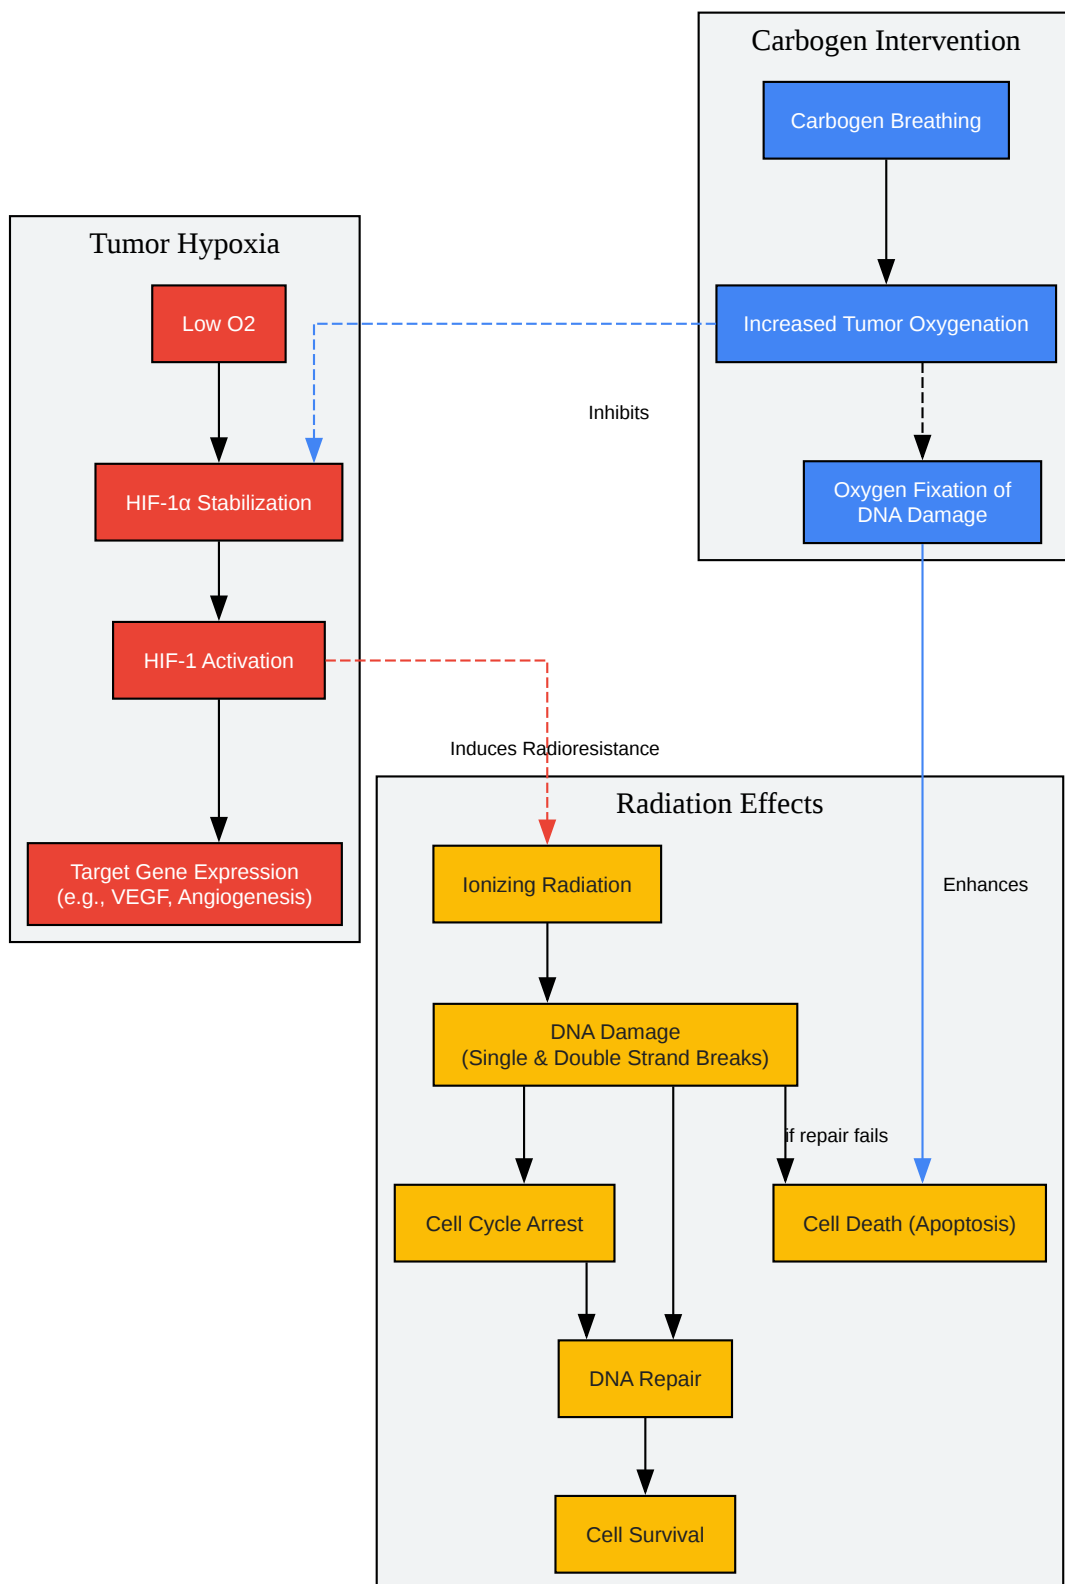 Carbogen Intervention
Carbogen Breathing
Tumor Hypoxia
Low O2
Increased Tumor Oxygenation
Inhibits
HIF-1α Stabilization
Oxygen Fixation of
DNA Damage
HIF-1 Activation
Induces Radioresistance
Radiation Effects
Target Gene Expression
(e.g., VEGF, Angiogenesis)
Ionizing Radiation
Enhances
DNA Damage
(Single & Double Strand Breaks)
if repair fails
Cell Cycle Arrest
Cell Death (Apoptosis)
DNA Repair
Cell Survival